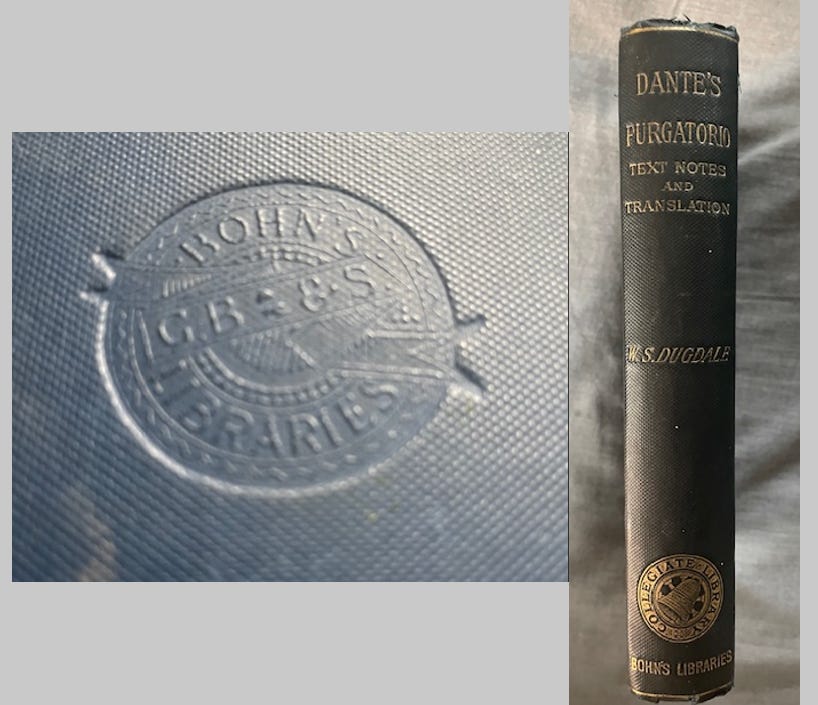 BOHN'S
G.B & S.
LIBRARIES
DANTE'S
PURGATORIO
TEXT NOTES
AND
TRANSLATION
W.S.DUGDALE
COLLEGIATE LIBRARY
BOHN'S LIBRARIES